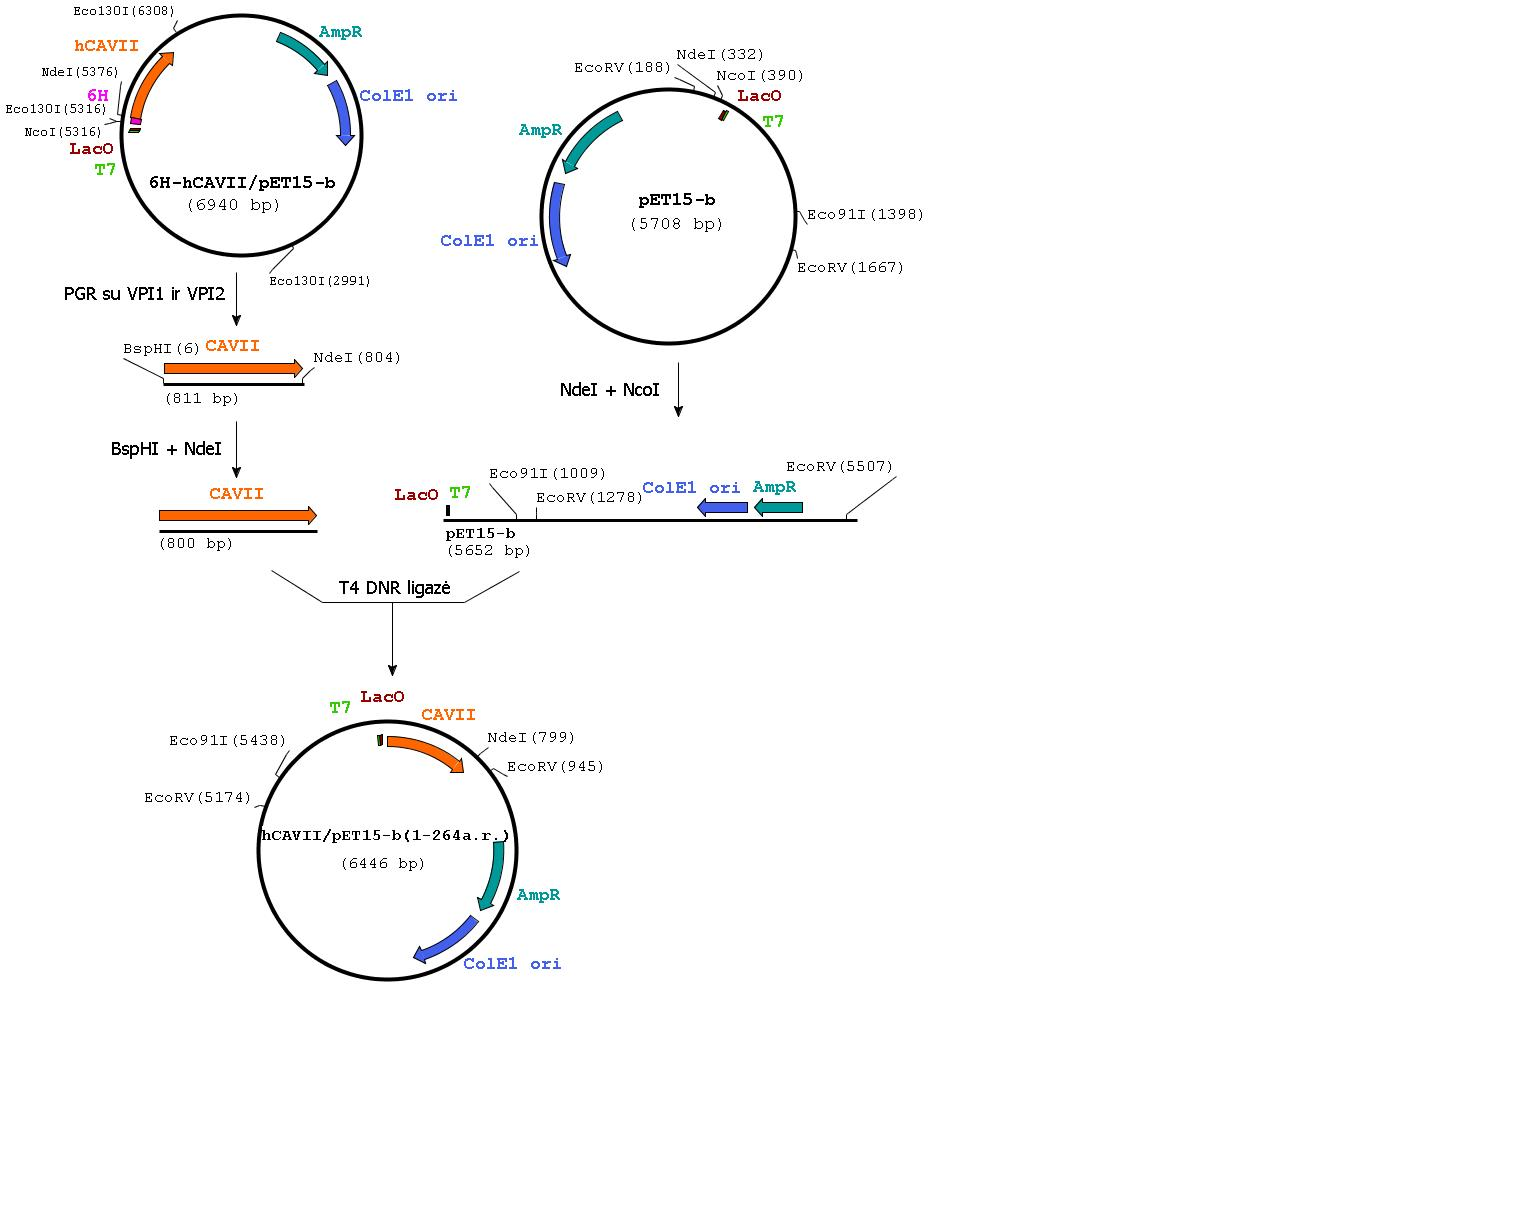 Eco130I(6308)
AmpR
hCAVII
NdeI(5376)
6H
ColE1 ori
Eco130I(5316)
NcoI(5316)
LacO
T7
6H-hCAVII/pET15-b
(6940 bp)
Eco130I(2991)
NdeI(332)
EcoRV(188)
NcoI(390)
LacO
T7
AmpR
pET15-b
(5708 bp)
Eco91I(1398)
ColE1 ori
EcoRV(1667)
PGR su VPI1 ir VPI2
BspHI(6)
CAVII
NdeI(804)
(811 bp)
NdeI + NcoI
BspHI + NdeI
CAVII
(800 bp)
EcoRV(5507)
Eco91I(1009)
LacO
T7
EcoRV(1278)
ColE1 ori
AmpR
pET15-b
(5652 bp)
T4 DNR ligazė
LacO
T7
CAVII
Eco91I(5438)
NdeI(799)
EcoRV(945)
EcoRV(5174)
hCAVII/pET15-b(1-264a.r.)
(6446 bp)
AmpR
ColE1 ori